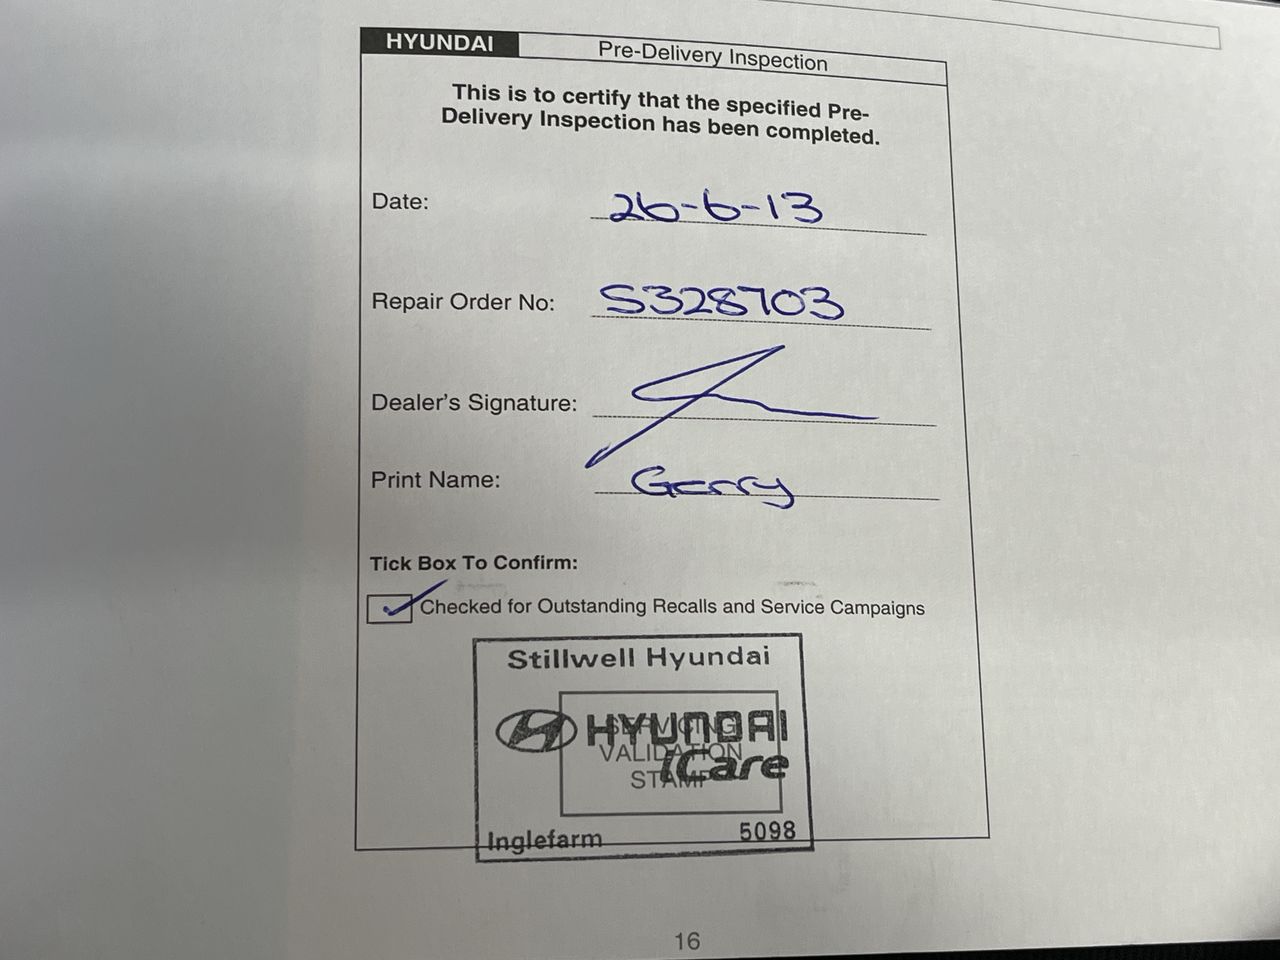 HYUNDAI Pre-Delivery Inspection
This is to certify that the specified Pre-
Delivery Inspection has been completed.
Date: 26-6-13
Repair Order No: S328703
Dealer's Signature:
Print Name: Gerry
Tick Box To Confirm:
Checked for Outstanding Recalls and Service Campaigns
Stillwell Hyundai
HYUNDAI
iCare
SERVICING
VALIDATION
STAMP
Inglefarm 5098
16